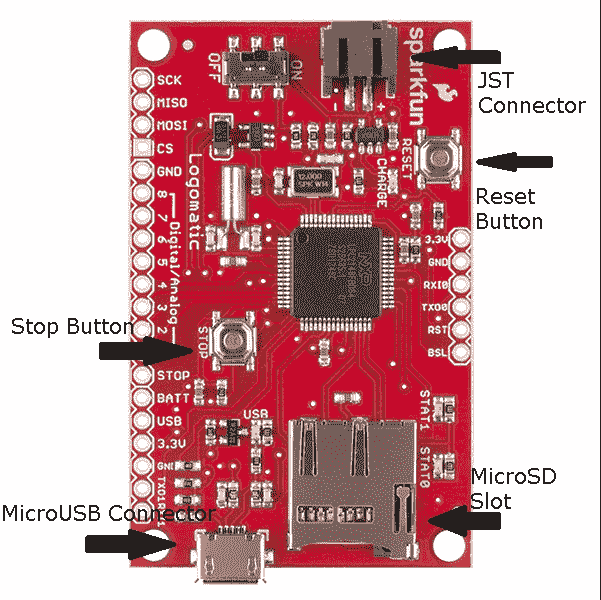 OFF
ON
sparkfun
JST
Connector
- +
SCK
MISO
MOSI
CS
GND
Logomatic
12.000
CHARGE
RESET
Reset
Button
8
7
6
5
4
3
2
Digital/Analog
3.3V
GND
RXI0
TXO0
RST
BSL
Stop Button
STOP
STOP
BATT
USB
3.3V
GND
USB
STAT1
STAT0
MicroSD
Slot
MicroUSB Connector